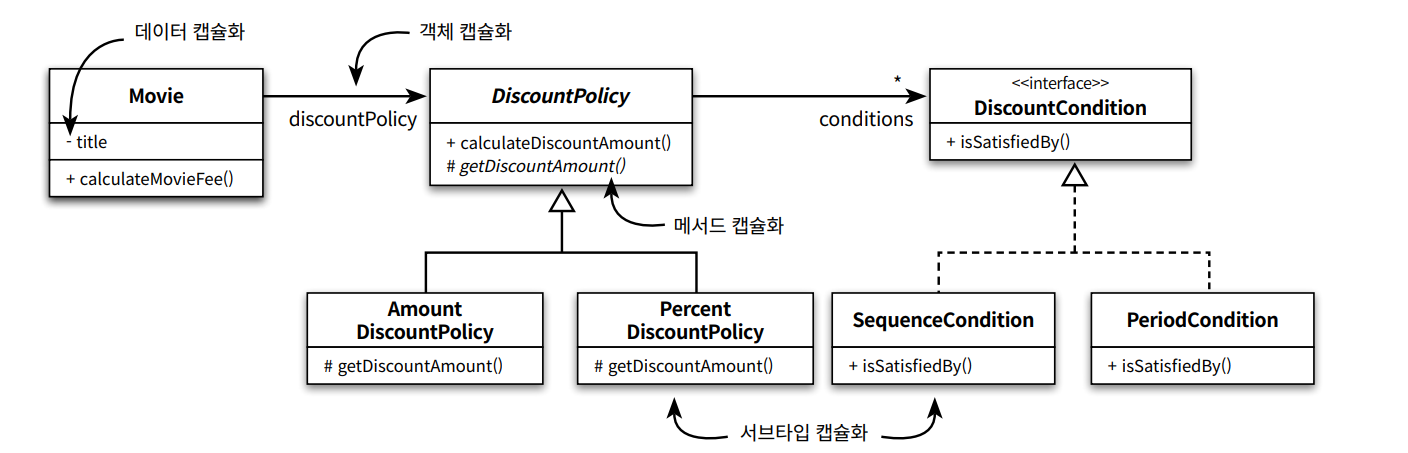 데이터 캡슐화
객체 캡슐화
Movie
- title
+ calculateMovieFee()
discountPolicy
DiscountPolicy
+ calculateDiscountAmount()
# getDiscountAmount()
*
conditions
<<interface>>
DiscountCondition
+ isSatisfiedBy()
메서드 캡슐화
Amount
DiscountPolicy
# getDiscountAmount()
Percent
DiscountPolicy
# getDiscountAmount()
SequenceCondition
+ isSatisfiedBy()
PeriodCondition
+ isSatisfiedBy()
서브타입 캡슐화